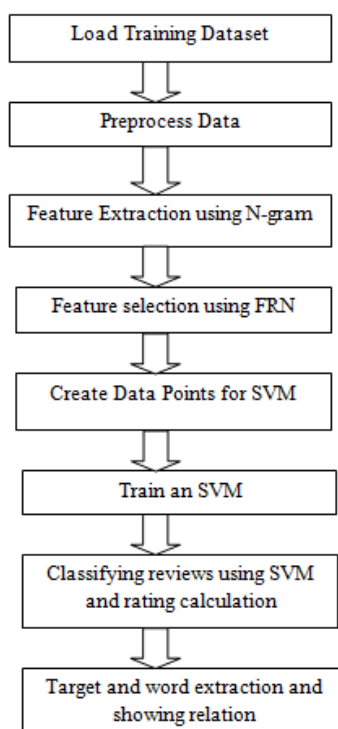 Load Training Dataset
Preprocess Data
Feature Extraction using N-gram
Feature selection using FRN
Create Data Points for SVM
Train an SVM
Classifying reviews using SVM
and rating calculation
Target and word extraction and
showing relation